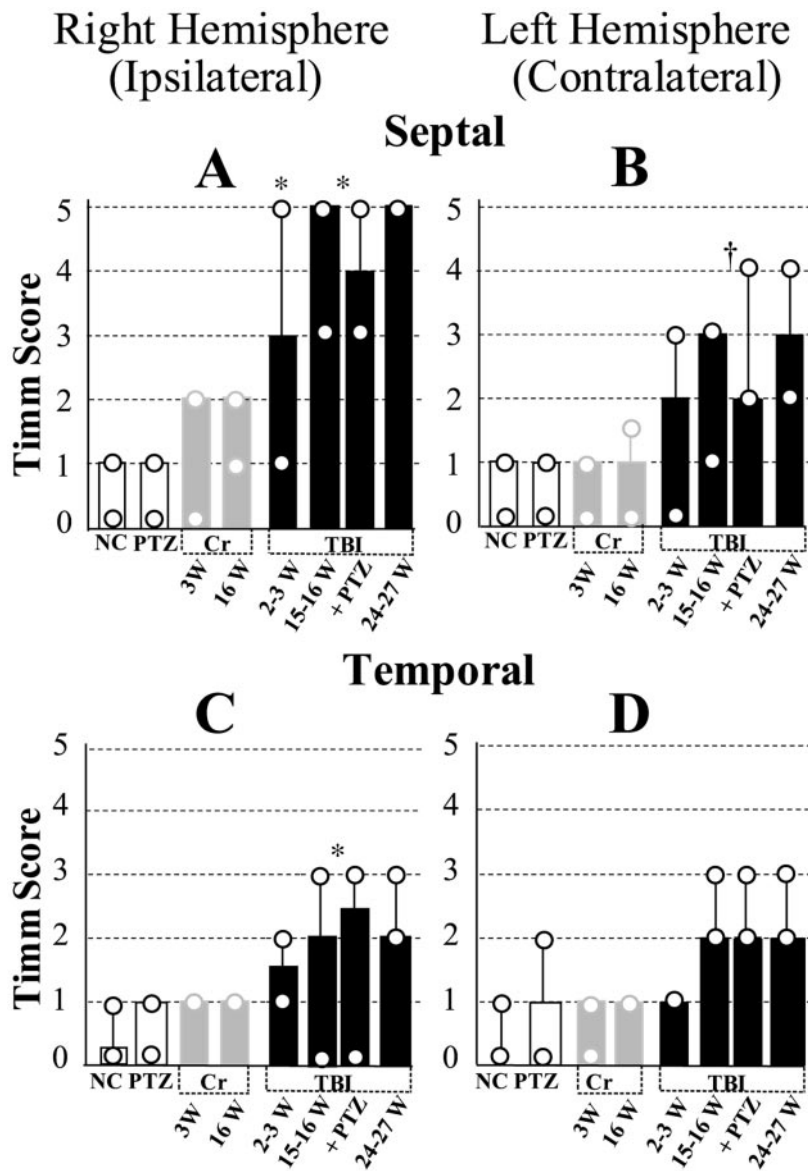 Right Hemisphere Left Hemisphere
(Ipsilateral) (Contralateral)
Septal
A B
* *
†
Timm Score
5
4
3
2
1
0
5
4
3
2
1
0
NC PTZ Cr TBI
3W 16 W 2-3 W 15-16 W + PTZ 24-27 W
NC PTZ Cr TBI
3W 16 W 2-3 W 15-16 W + PTZ 24-27 W
Temporal
C D
*
Timm Score
5
4
3
2
1
0
5
4
3
2
1
0
NC PTZ Cr TBI
3W 16 W 2-3 W 15-16 W + PTZ 24-27 W
NC PTZ Cr TBI
3W 16 W 2-3 W 15-16 W + PTZ 24-27 W